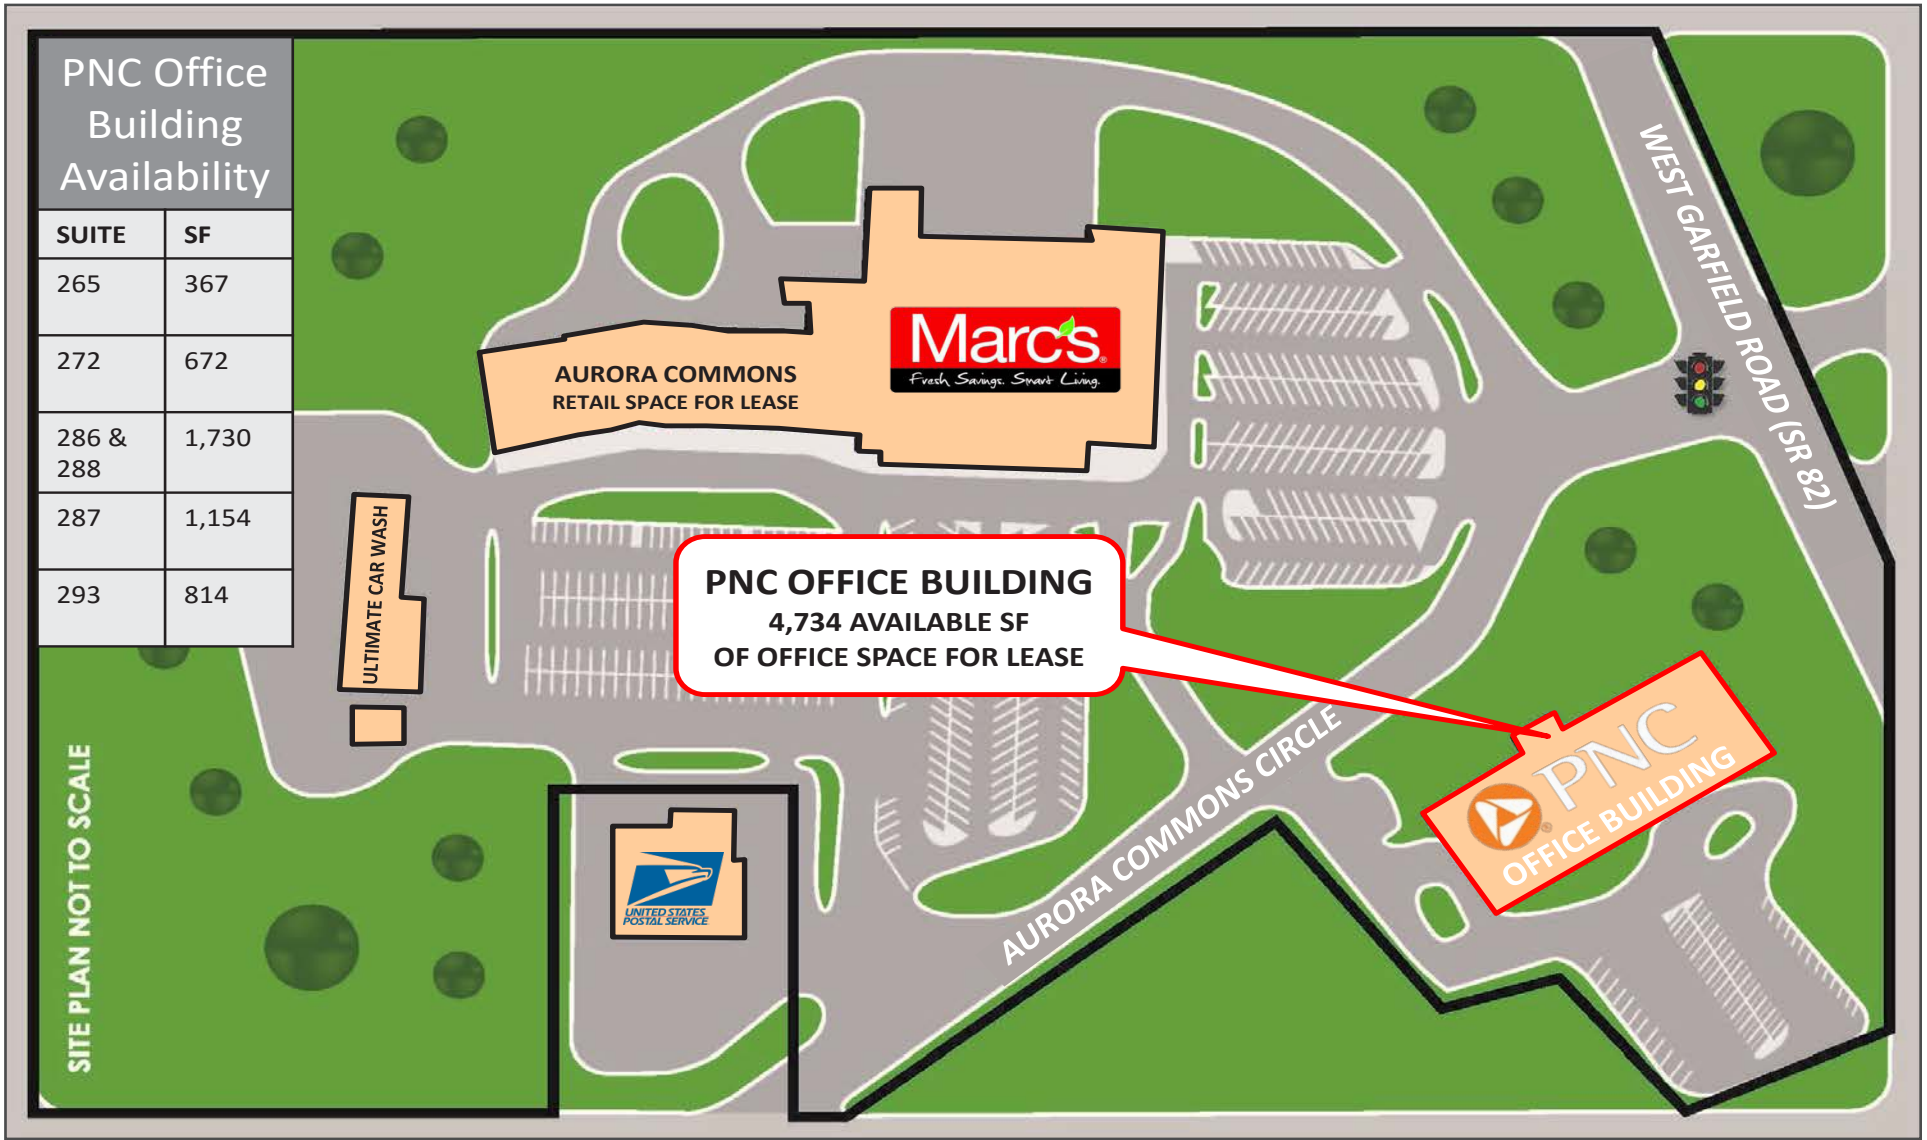 PNC Office
Building
Availability
SUITE SF
265 367
272 672
286 & 1,730
288
287 1,154
293 814
Marc's®
Fresh Savings. Smart Living.
AURORA COMMONS
RETAIL SPACE FOR LEASE
WEST GARFIELD ROAD (SR 82)
ULTIMATE CAR WASH
PNC OFFICE BUILDING
4,734 AVAILABLE SF
OF OFFICE SPACE FOR LEASE
PNC®
OFFICE BUILDING
AURORA COMMONS CIRCLE
UNITED STATES
POSTAL SERVICE
SITE PLAN NOT TO SCALE